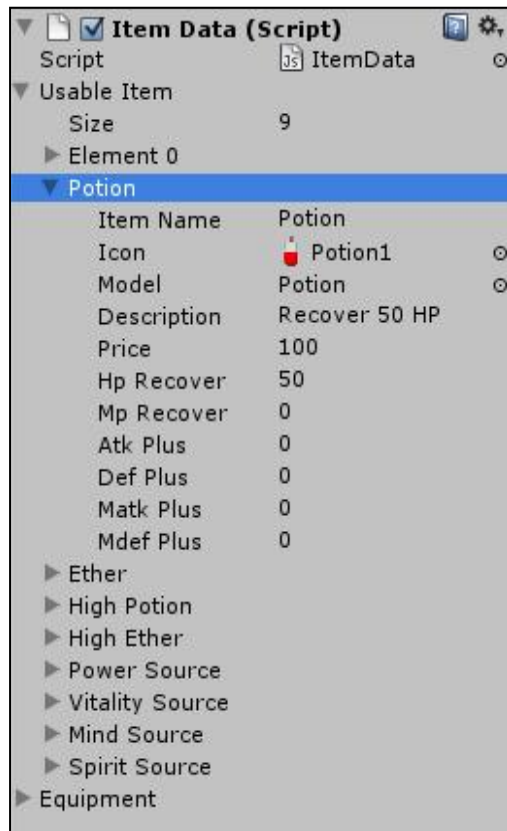 Item Data (Script)
Script JS ItemData
Usable Item
Size 9
Element 0
Potion
Item Name Potion
Icon Potion1
Model Potion
Description Recover 50 HP
Price 100
Hp Recover 50
Mp Recover 0
Atk Plus 0
Def Plus 0
Matk Plus 0
Mdef Plus 0
Ether
High Potion
High Ether
Power Source
Vitality Source
Mind Source
Spirit Source
Equipment